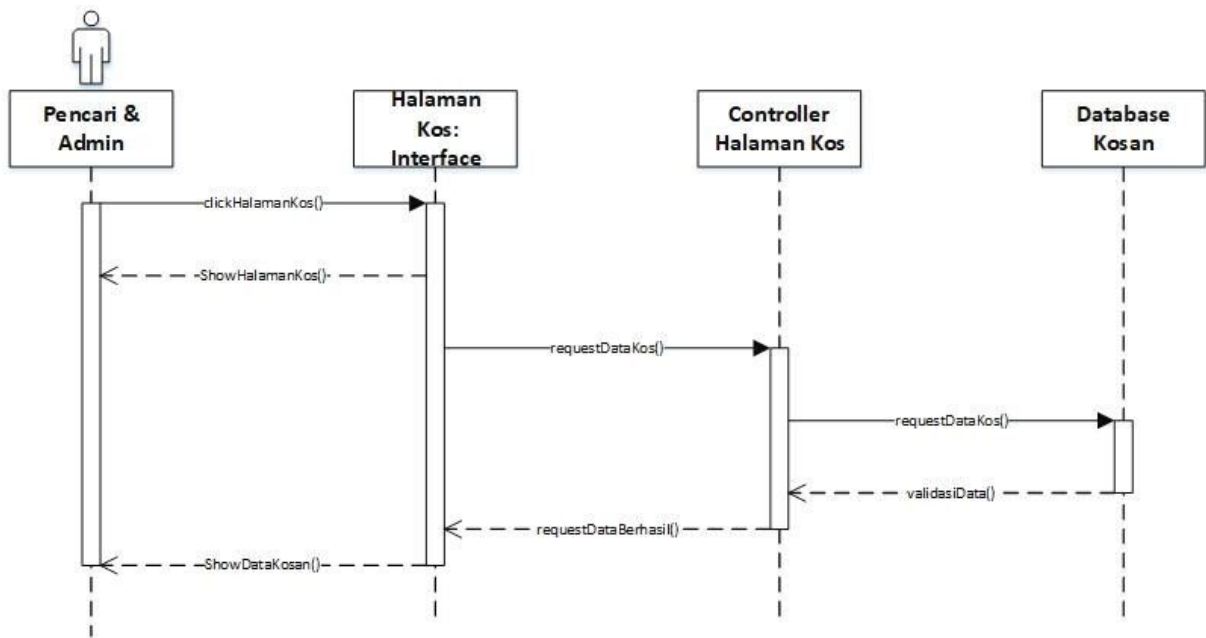 Pencari &
Admin
Halaman
Kos:
Interface
Controller
Halaman Kos
Database
Kosan
clickHalamanKos()
ShowHalamanKos()
requestDataKos()
requestDataKos()
validasiData()
requestDataBerhasil()
ShowDataKosan()